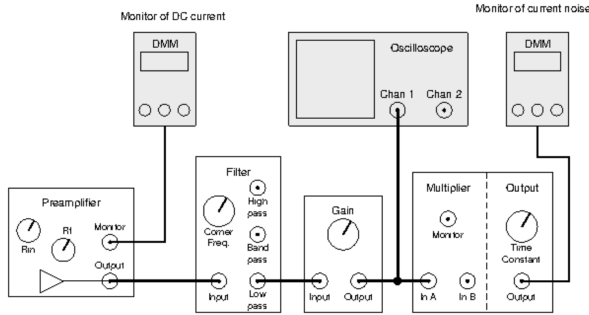 Monitor of DC current
Monitor of current noise
DMM
Oscilloscope
Chan 1
Chan 2
DMM
Preamplifier
Rin
Rf
Monitor
Output
Filter
Corner
Freq.
High
pass
Band
pass
Input
Low
pass
Gain
Input
Output
Multiplier
Monitor
In A
In B
Output
Time
Constant
Output